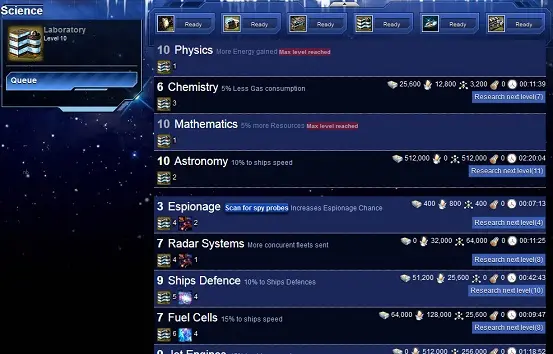 Science
Laboratory
Level 10
Queue
Ready Ready Ready Ready Ready Ready
10 Physics More Energy gained Max level reached
1
6 Chemistry 5% Less Gas consumption 25,600 12,800 3,200 0 00:11:39
3 Research next level(7)
10 Mathematics 5% more Resources Max level reached
1
10 Astronomy 10% to ships speed 512,000 0 512,000 0 02:20:04
2 Research next level(11)
3 Espionage Scan for spy probes Increases Espionage Chance 400 800 400 0 00:07:13
4 2 Research next level(4)
7 Radar Systems More concurent fleets sent 0 32,000 64,000 0 00:11:25
4 1 Research next level(8)
9 Ships Defence 10% to Ships Defences 51,200 25,600 0 0 00:42:43
5 4 Research next level(10)
7 Fuel Cells 15% to ships speed 64,000 128,000 25,600 0 00:09:47
6 4 Research next level(8)
9 Jet Engines 0 512,000 256,000 0 01:18:52